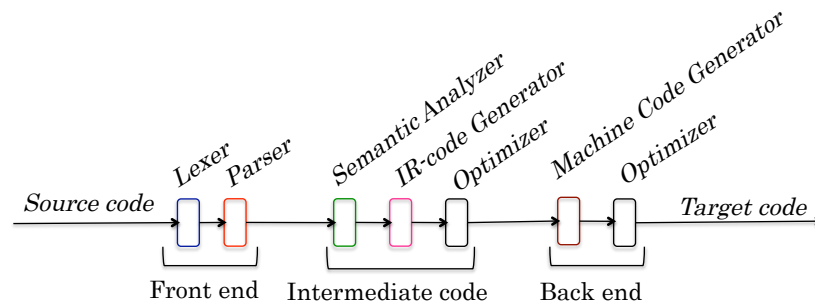 Source code
Lexer
Parser
Semantic Analyzer
IR-code Generator
Optimizer
Machine Code Generator
Optimizer
Target code
Front end
Intermediate code
Back end